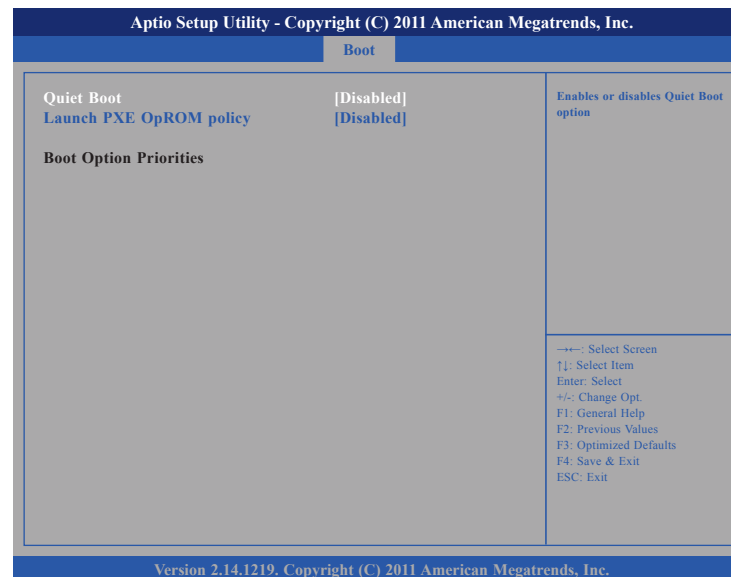 Aptio Setup Utility - Copyright (C) 2011 American Megatrends, Inc.
Boot
Quiet Boot [Disabled]
Launch PXE OpROM policy [Disabled]
Boot Option Priorities
Enables or disables Quiet Boot
option
→←: Select Screen
↑↓: Select Item
Enter: Select
+/-: Change Opt.
F1: General Help
F2: Previous Values
F3: Optimized Defaults
F4: Save & Exit
ESC: Exit
Version 2.14.1219. Copyright (C) 2011 American Megatrends, Inc.